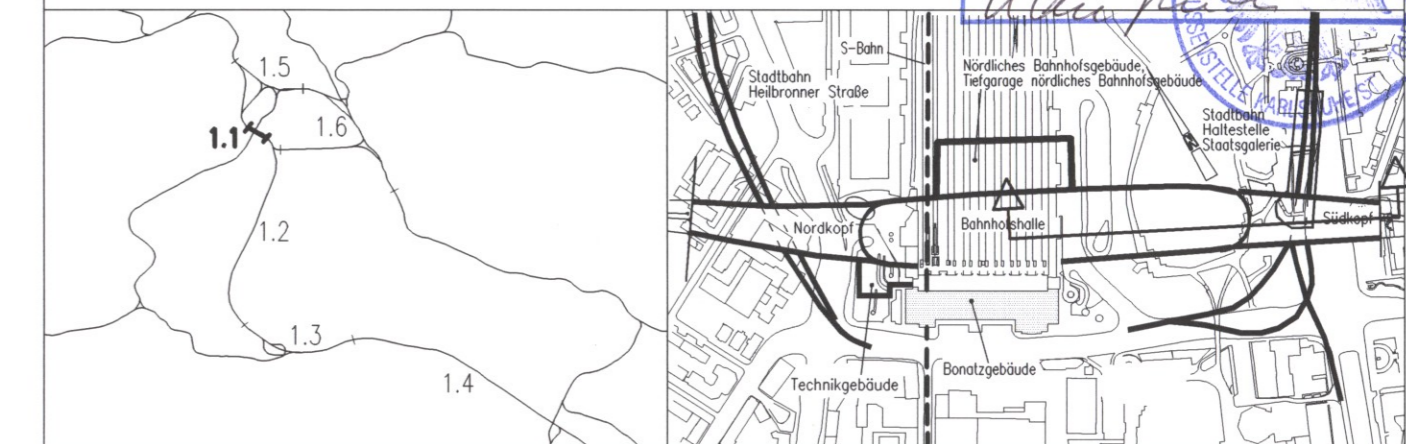 1.5
1.1
1.6
1.2
1.3
1.4
S-Bahn
Stadtbahn
Heilbronner Straße
Nördliches Bahnhofsgebäude,
Tiefgarage nördliches Bahnhofsgebäude
Stadtbahn
Haltestelle
Staatsgalerie
Nordkopf
Bahnhofshalle
Südkopf
Technikgebäude
Bonatzgebäude